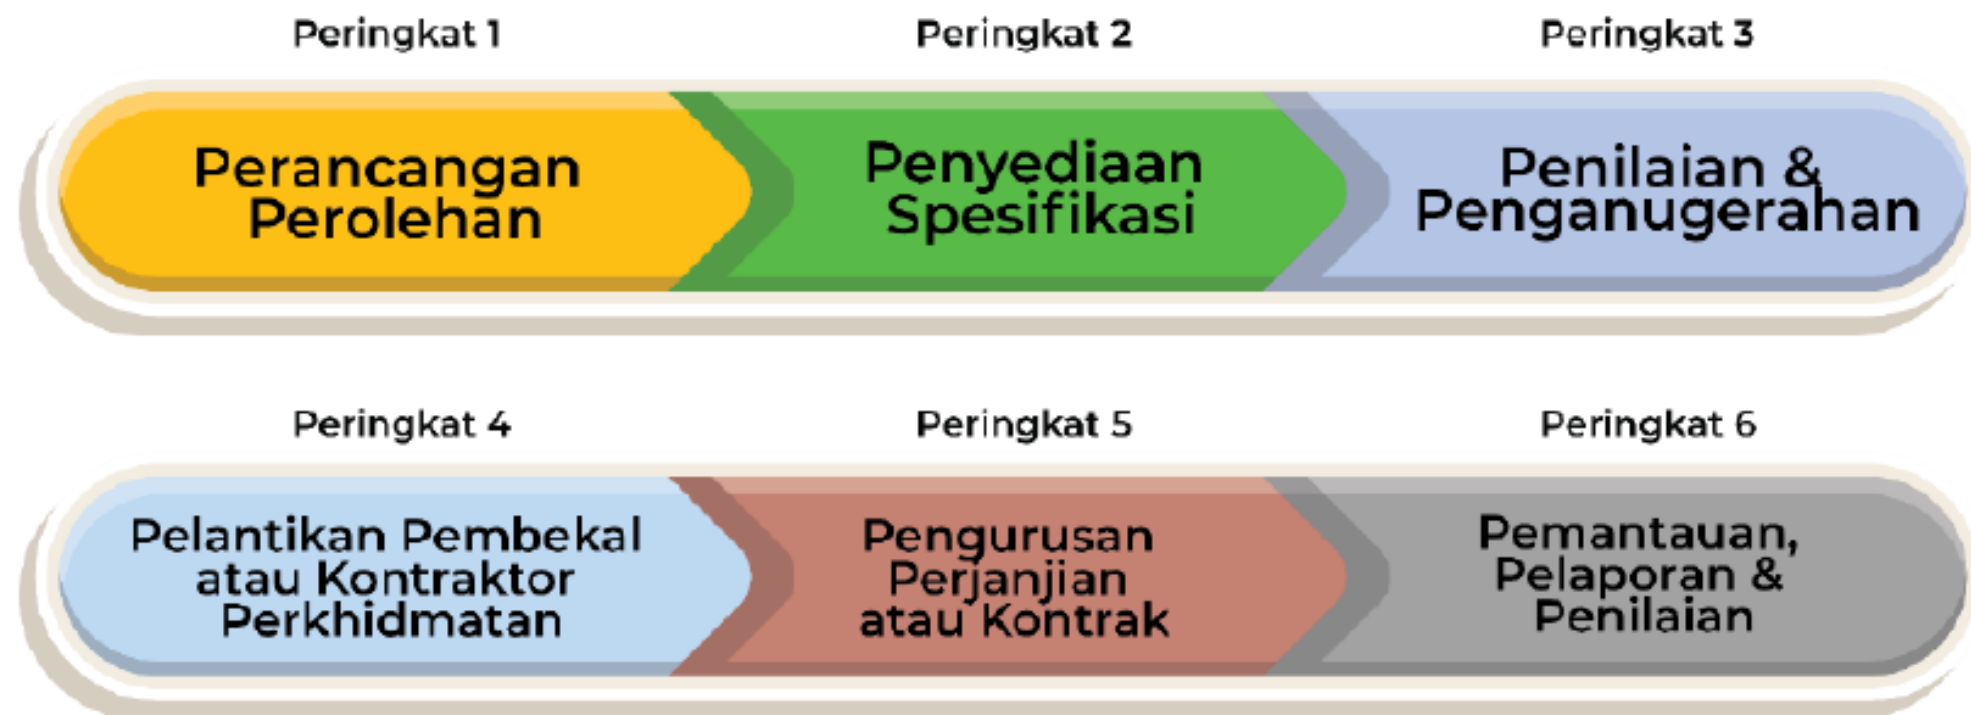 Peringkat 1
Peringkat 2
Peringkat 3
Perancangan
Perolehan
Penyediaan
Spesifikasi
Penilaian &
Penganugerahan
Peringkat 4
Peringkat 5
Peringkat 6
Pelantikan Pembekal
atau Kontraktor
Perkhidmatan
Pengurusan
Perjanjian
atau Kontrak
Pemantauan,
Pelaporan &
Penilaian